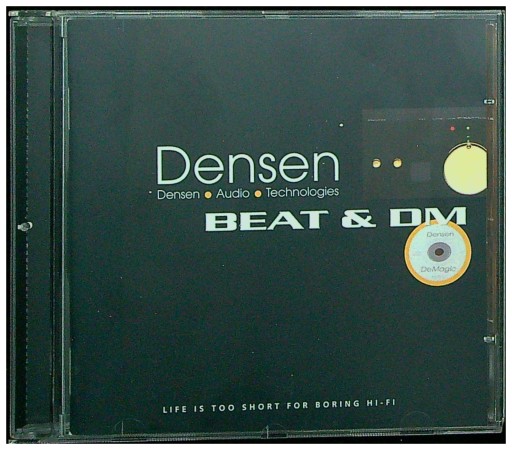 Densen
Densen • Audio • Technologies
BEAT & DM
Densen
DeMagic
LIFE IS TOO SHORT FOR BORING HI-FI